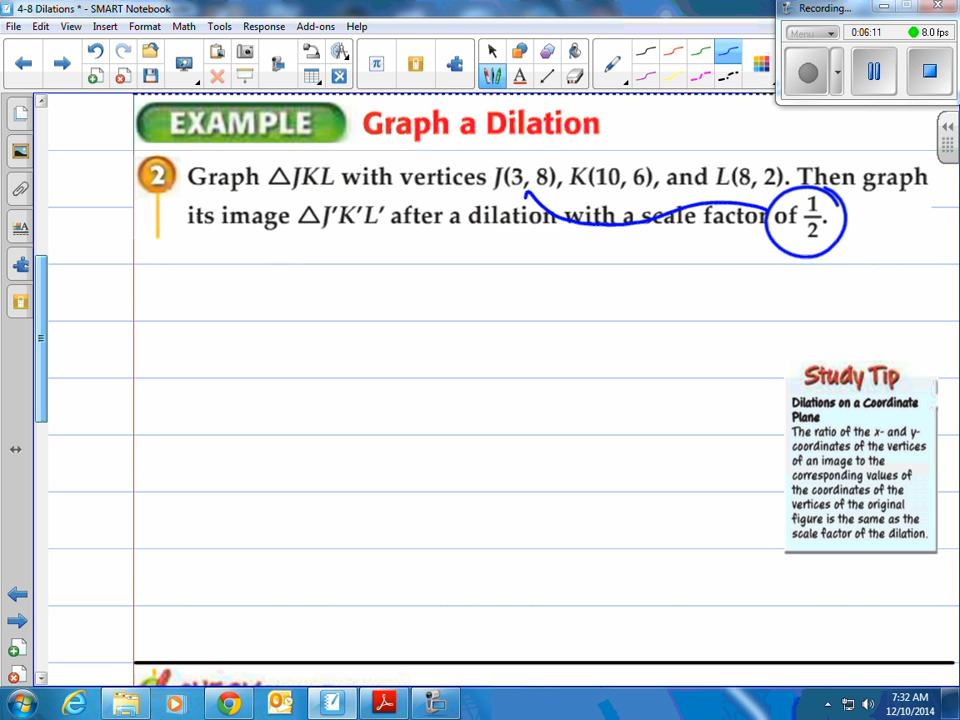 4-8 Dilations * - SMART Notebook
Recording...
File Edit View Insert Format Math Tools Response Add-ons Help
Menu
0:06:11
8.0 fps
π
A
EXAMPLE Graph a Dilation
2 Graph △JKL with vertices J(3, 8), K(10, 6), and L(8, 2). Then graph
its image △J′K′L′ after a dilation with a scale factor of 1/2.
Study Tip
Dilations on a Coordinate
Plane
The ratio of the x- and y-
coordinates of the vertices
of an image to the
corresponding values of
the coordinates of the
vertices of the original
figure is the same as the
scale factor of the dilation.
7:32 AM
12/10/2014